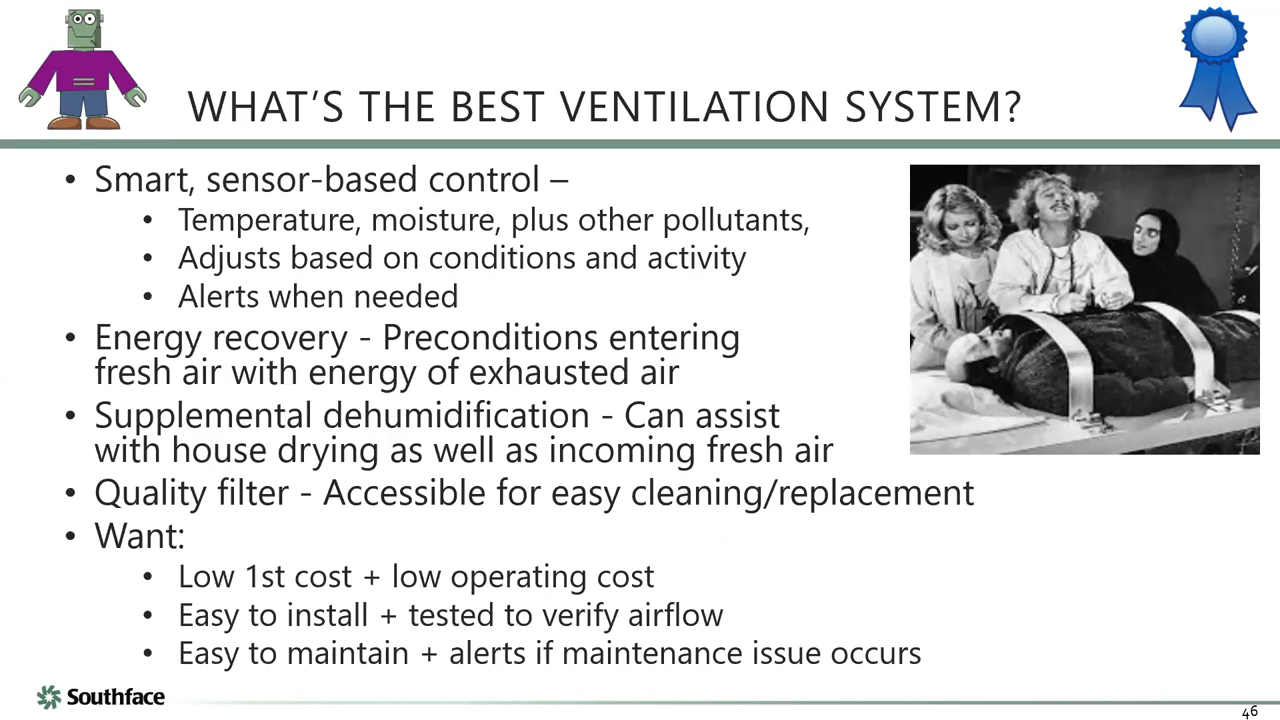 WHAT’S THE BEST VENTILATION SYSTEM?
• Smart, sensor-based control –
• Temperature, moisture, plus other pollutants,
• Adjusts based on conditions and activity
• Alerts when needed
• Energy recovery - Preconditions entering
fresh air with energy of exhausted air
• Supplemental dehumidification - Can assist
with house drying as well as incoming fresh air
• Quality filter - Accessible for easy cleaning/replacement
• Want:
• Low 1st cost + low operating cost
• Easy to install + tested to verify airflow
• Easy to maintain + alerts if maintenance issue occurs
Southface
46